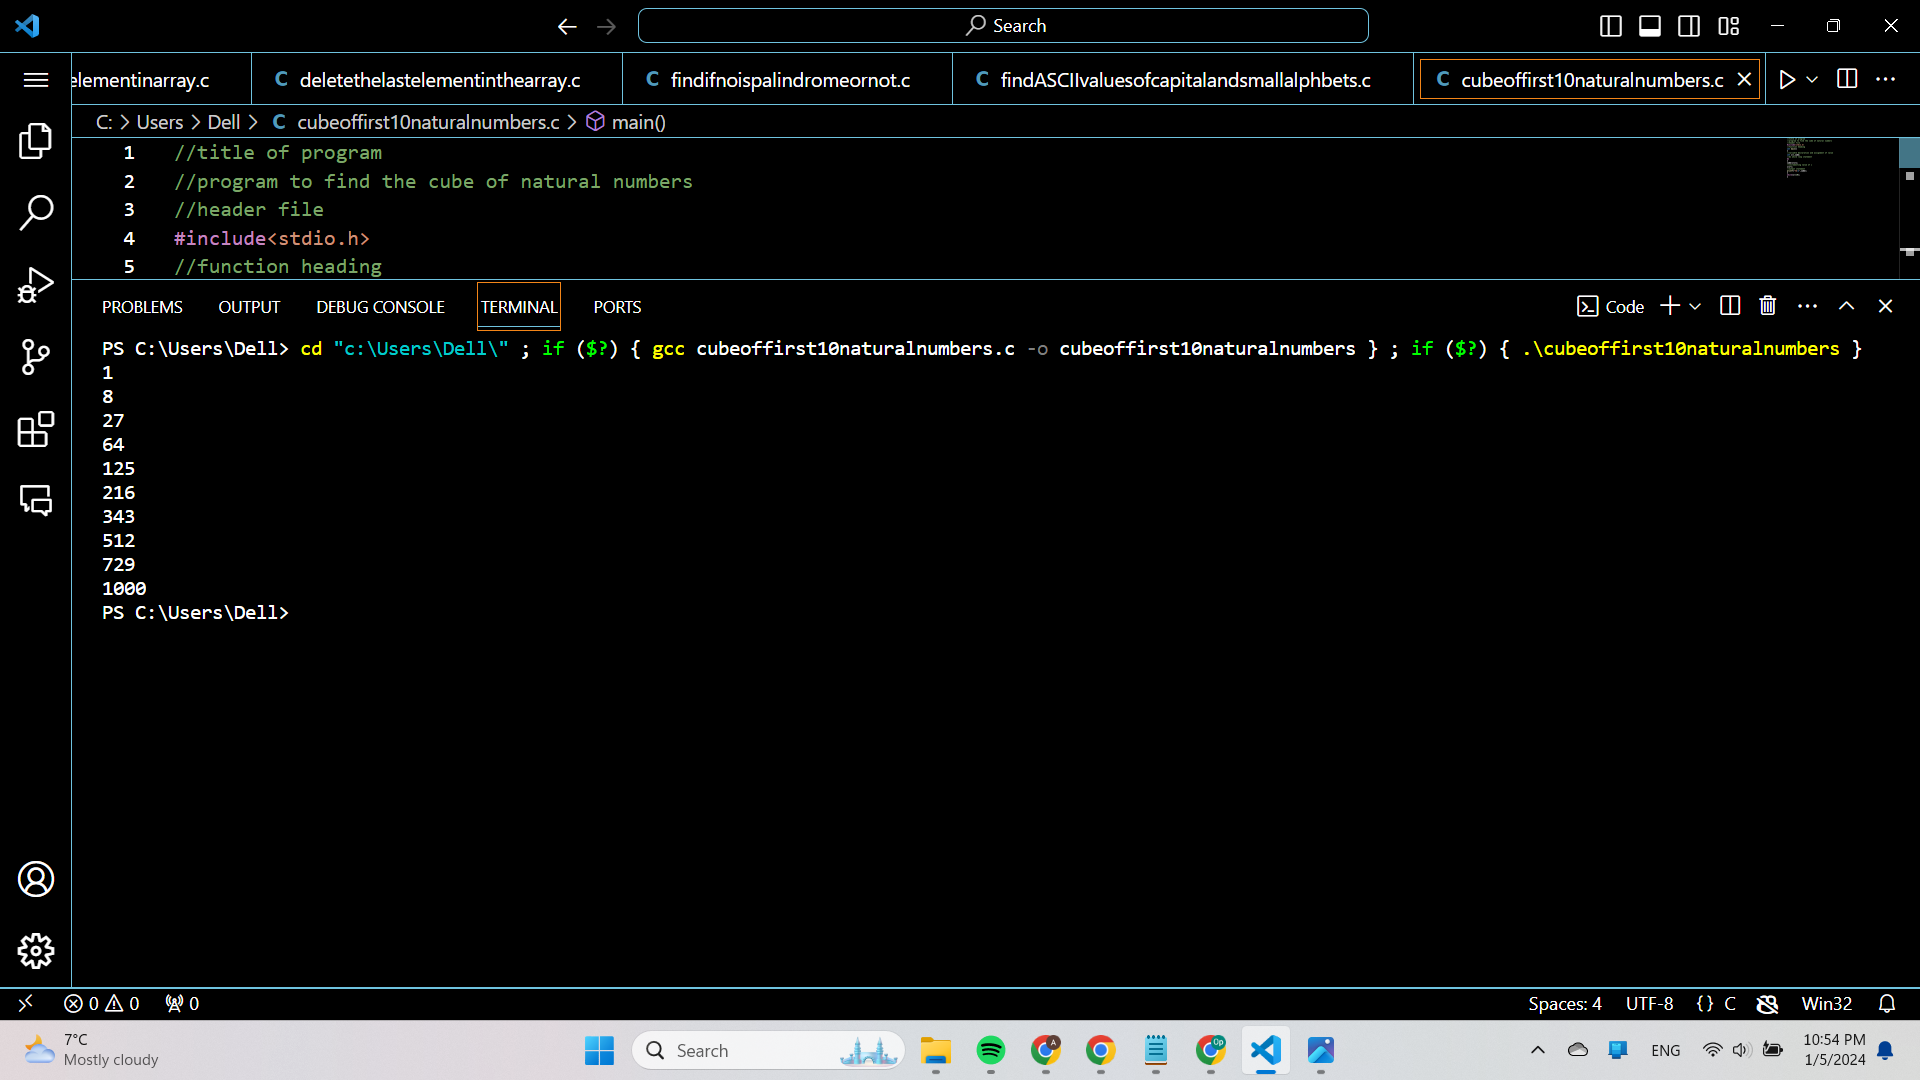 Search
elementinarray.c
C deletethelastelementinthearray.c
C findifnoispalindromeornot.c
C findASCIIvaluesofcapitalandsmallalphbets.c
C cubeoffirst10naturalnumbers.c
C: > Users > Dell > C cubeoffirst10naturalnumbers.c > main()
1 //title of program
2 //program to find the cube of natural numbers
3 //header file
4 #include<stdio.h>
5 //function heading
PROBLEMS OUTPUT DEBUG CONSOLE TERMINAL PORTS
Code
PS C:\Users\Dell> cd "c:\Users\Dell\" ; if ($?) { gcc cubeoffirst10naturalnumbers.c -o cubeoffirst10naturalnumbers } ; if ($?) { .\cubeoffirst10naturalnumbers }
1
8
27
64
125
216
343
512
729
1000
PS C:\Users\Dell>
0 0 0
Spaces: 4 UTF-8 {} C Win32
7°C
Mostly cloudy
Search
A
Op
ENG
10:54 PM
1/5/2024